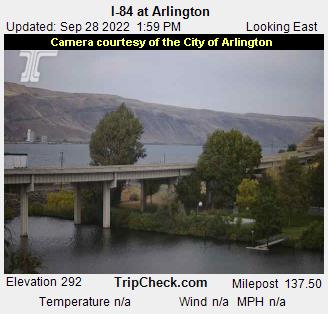 I-84 at Arlington
Updated: Sep 28 2022 1:59 PM Looking East
Camera courtesy of the City of Arlington
Elevation 292 TripCheck.com Milepost 137.50
Temperature n/a Wind n/a MPH n/a